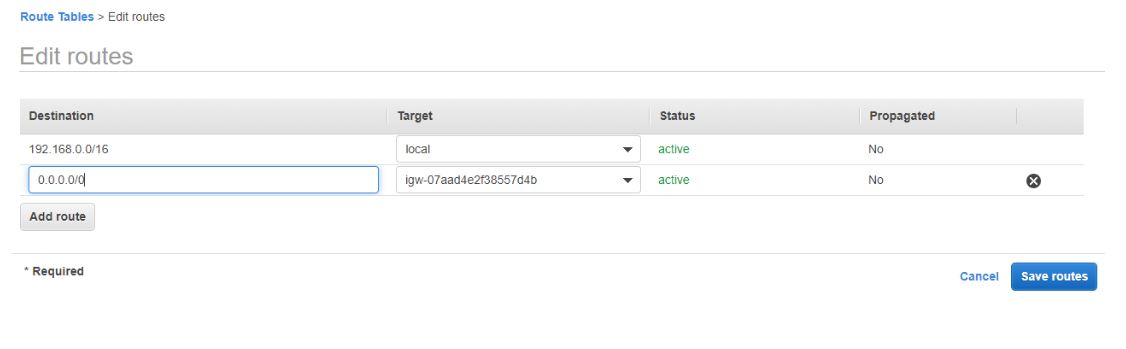 Route Tables > Edit routes
Edit routes
Destination Target Status Propagated
192.168.0.0/16 local active No
0.0.0.0/0 igw-07aad4e2f38557d4b active No
Add route
* Required
Cancel Save routes